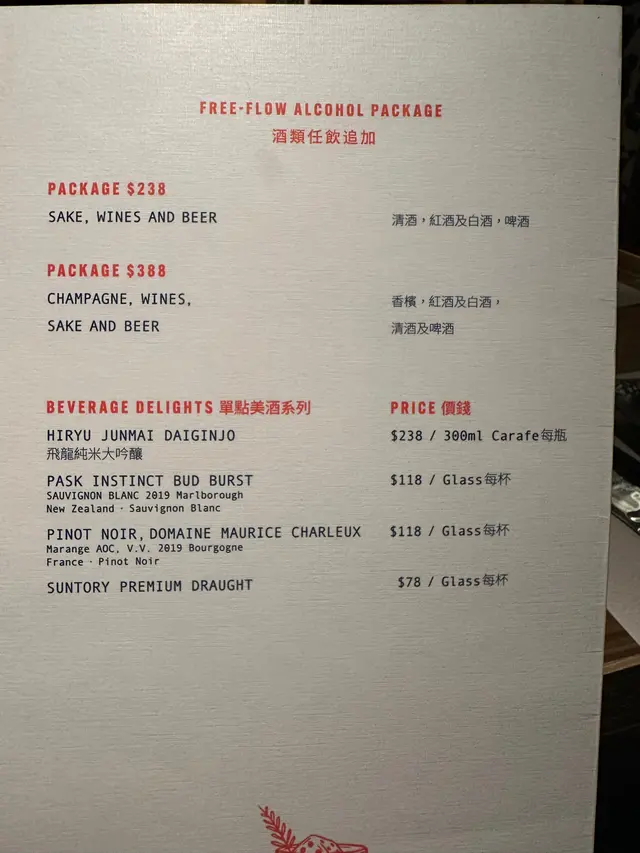 FREE-FLOW ALCOHOL PACKAGE
酒類任飲追加
PACKAGE $238
SAKE, WINES AND BEER 清酒，紅酒及白酒，啤酒
PACKAGE $388
CHAMPAGNE, WINES, 香檳，紅酒及白酒，
SAKE AND BEER 清酒及啤酒
BEVERAGE DELIGHTS 單點美酒系列 PRICE 價錢
HIRYU JUNMAI DAIGINJO $238 / 300ml Carafe每瓶
飛龍純米大吟釀
PASK INSTINCT BUD BURST $118 / Glass每杯
SAUVIGNON BLANC 2019 Marlborough
New Zealand · Sauvignon Blanc
PINOT NOIR, DOMAINE MAURICE CHARLEUX $118 / Glass每杯
Marange AOC, V.V. 2019 Bourgogne
France · Pinot Noir
SUNTORY PREMIUM DRAUGHT $78 / Glass每杯